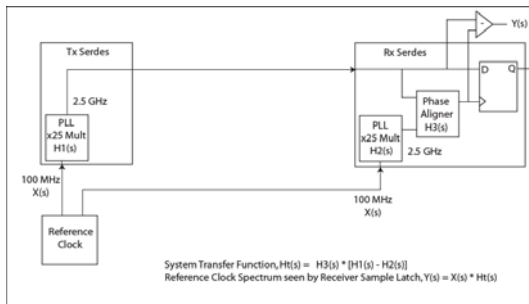 Y(s)
-
Tx Serdes
Rx Serdes
2.5 GHz
D
Q
PLL
x25 Mult
H1(s)
Phase
Aligner
H3(s)
PLL
x25 Mult
H2(s)
2.5 GHz
100 MHz
X(s)
100 MHz
X(s)
Reference
Clock
System Transfer Function, Ht(s) = H3(s) * [H1(s) - H2(s)]
Reference Clock Spectrum seen by Receiver Sample Latch, Y(s) = X(s) * Ht(s)